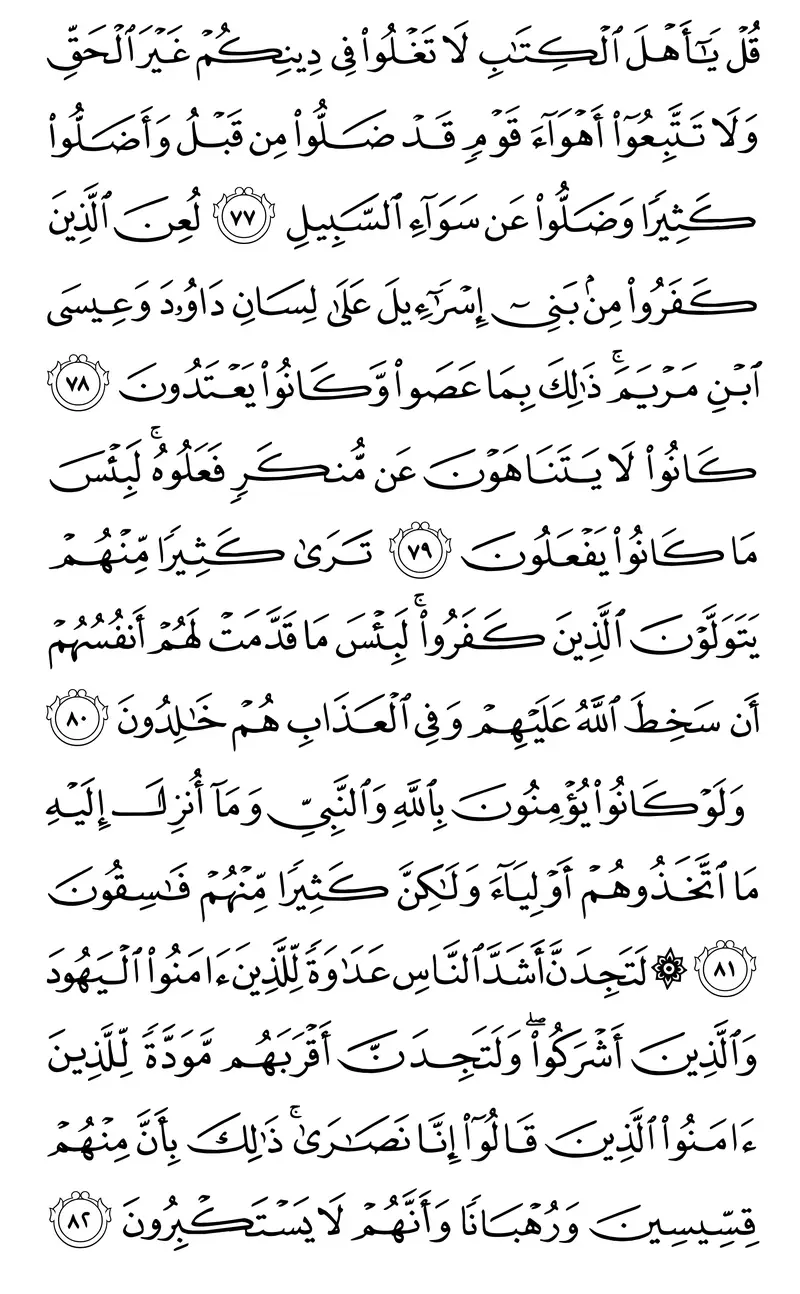 قُلْ يَـٰٓأَهْلَ ٱلْكِتَـٰبِ لَا تَغْلُوا۟ فِى دِينِكُمْ غَيْرَ ٱلْحَقِّ
وَلَا تَتَّبِعُوٓا۟ أَهْوَآءَ قَوْمٍۢ قَدْ ضَلُّوا۟ مِن قَبْلُ وَأَضَلُّوا۟
كَثِيرًۭا وَضَلُّوا۟ عَن سَوَآءِ ٱلسَّبِيلِ ٧٧ لُعِنَ ٱلَّذِينَ
كَفَرُوا۟ مِنۢ بَنِىٓ إِسْرَٰٓءِيلَ عَلَىٰ لِسَانِ دَاوُۥدَ وَعِيسَى
ٱبْنِ مَرْيَمَ ۚ ذَٰلِكَ بِمَا عَصَوا۟ وَّكَانُوا۟ يَعْتَدُونَ ٧٨
كَانُوا۟ لَا يَتَنَاهَوْنَ عَن مُّنكَرٍۢ فَعَلُوهُ ۚ لَبِئْسَ
مَا كَانُوا۟ يَفْعَلُونَ ٧٩ تَرَىٰ كَثِيرًۭا مِّنْهُمْ
يَتَوَلَّوْنَ ٱلَّذِينَ كَفَرُوا۟ ۚ لَبِئْسَ مَا قَدَّمَتْ لَهُمْ أَنفُسُهُمْ
أَن سَخِطَ ٱللَّهُ عَلَيْهِمْ وَفِى ٱلْعَذَابِ هُمْ خَـٰلِدُونَ ٨٠
وَلَوْ كَانُوا۟ يُؤْمِنُونَ بِٱللَّهِ وَٱلنَّبِىِّ وَمَآ أُنزِلَ إِلَيْهِ
مَا ٱتَّخَذُوهُمْ أَوْلِيَآءَ وَلَـٰكِنَّ كَثِيرًۭا مِّنْهُمْ فَـٰسِقُونَ
٨١ ۞ لَتَجِدَنَّ أَشَدَّ ٱلنَّاسِ عَدَٰوَةًۭ لِّلَّذِينَ ءَامَنُوا۟ ٱلْيَهُودَ
وَٱلَّذِينَ أَشْرَكُوا۟ ۖ وَلَتَجِدَنَّ أَقْرَبَهُم مَّوَدَّةًۭ لِّلَّذِينَ
ءَامَنُوا۟ ٱلَّذِينَ قَالُوٓا۟ إِنَّا نَصَـٰرَىٰ ۚ ذَٰلِكَ بِأَنَّ مِنْهُمْ
قِسِّيسِينَ وَرُهْبَانًۭا وَأَنَّهُمْ لَا يَسْتَكْبِرُونَ ٨٢